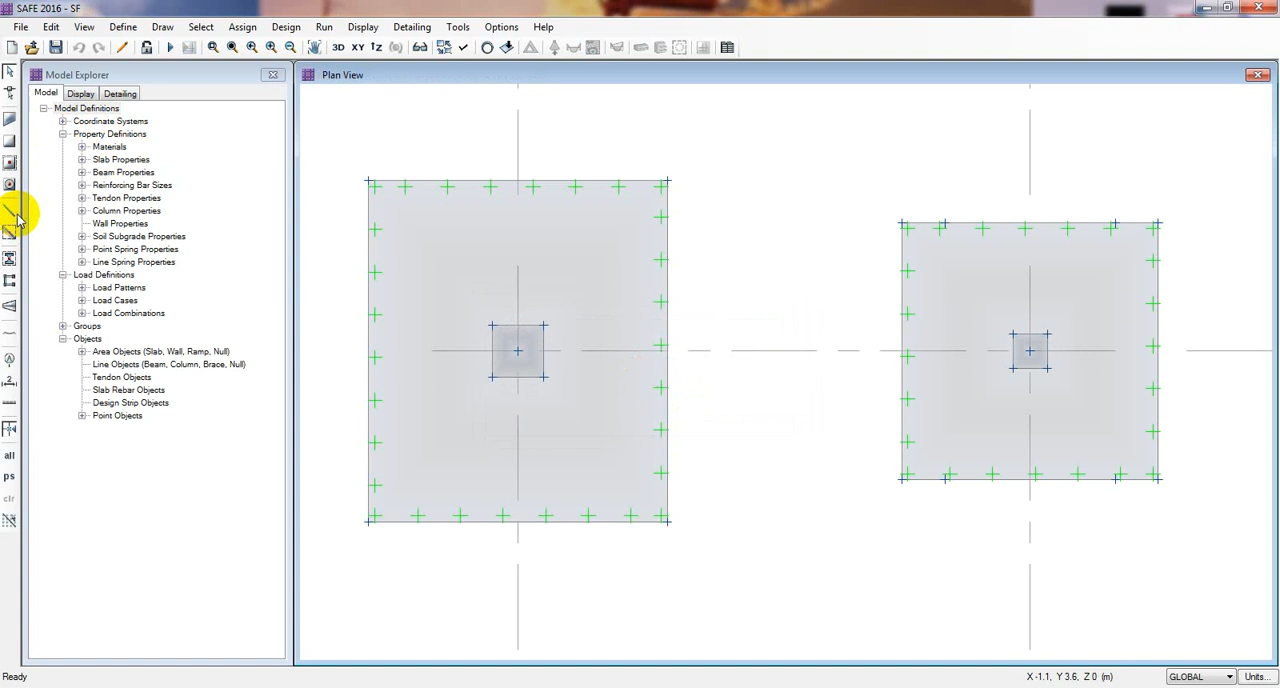 SAFE 2016 - SF
File Edit View Define Draw Select Assign Design Run Display Detailing Tools Options Help
3D XY
Model Explorer
Plan View
Model Display Detailing
Model Definitions
Coordinate Systems
Property Definitions
Materials
Slab Properties
Beam Properties
Reinforcing Bar Sizes
Tendon Properties
Column Properties
Wall Properties
Soil Subgrade Properties
Point Spring Properties
Line Spring Properties
Load Definitions
Load Patterns
Load Cases
Load Combinations
Groups
Objects
Area Objects (Slab, Wall, Ramp, Null)
Line Objects (Beam, Column, Brace, Null)
Tendon Objects
Slab Rebar Objects
Design Strip Objects
Point Objects
all
ps
clr
Ready
X -1.1, Y 3.6, Z 0 (m)
GLOBAL
Units...